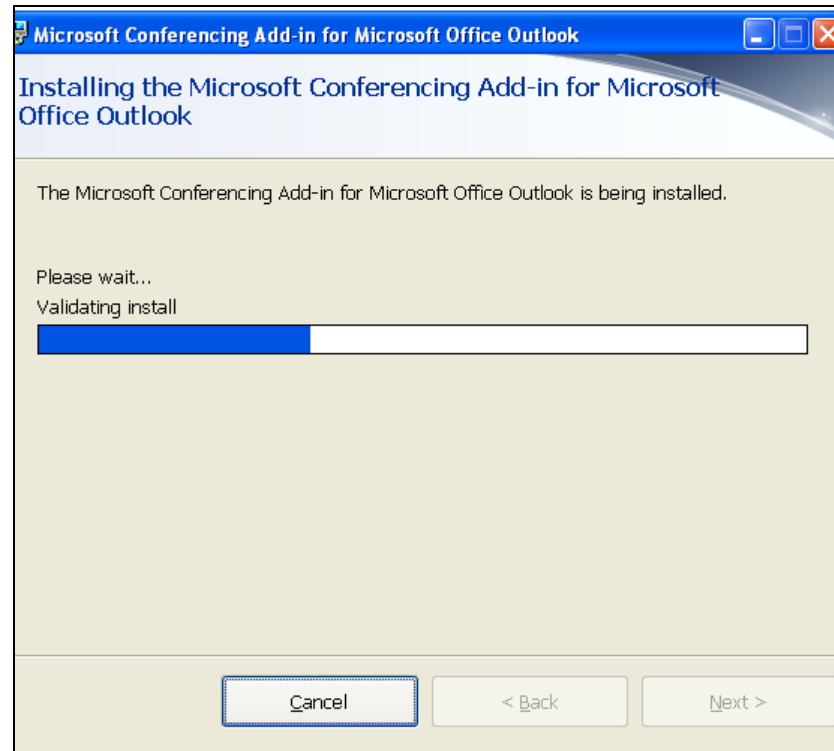 Microsoft Conferencing Add-in for Microsoft Office Outlook
Installing the Microsoft Conferencing Add-in for Microsoft
Office Outlook
The Microsoft Conferencing Add-in for Microsoft Office Outlook is being installed.
Please wait...
Validating install
Cancel
< Back
Next >